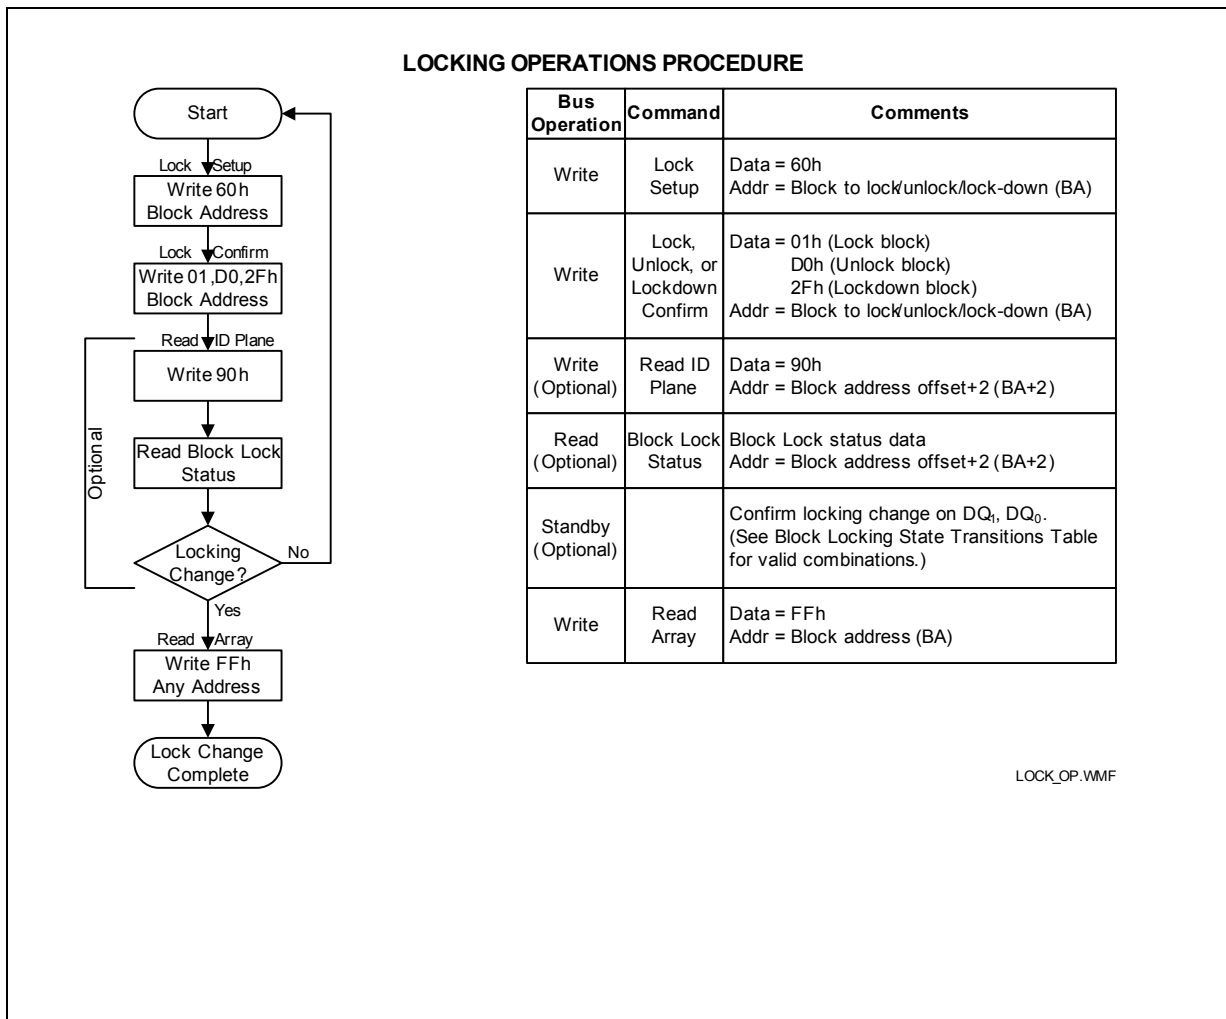 LOCKING OPERATIONS PROCEDURE
Start
Lock Setup
Write 60h
Block Address
Lock Confirm
Write 01,D0,2Fh
Block Address
Read ID Plane
Write 90h
Optional
Read Block Lock
Status
Locking
Change?
No
Yes
Read Array
Write FFh
Any Address
Lock Change
Complete
Bus
Operation
Command
Comments
Write
Lock
Setup
Data = 60h
Addr = Block to lock/unlock/lock-down (BA)
Write
Lock,
Unlock, or
Lockdown
Confirm
Data = 01h (Lock block)
D0h (Unlock block)
2Fh (Lockdown block)
Addr = Block to lock/unlock/lock-down (BA)
Write
(Optional)
Read ID
Plane
Data = 90h
Addr = Block address offset+2 (BA+2)
Read
(Optional)
Block Lock
Status
Block Lock status data
Addr = Block address offset+2 (BA+2)
Standby
(Optional)
Confirm locking change on DQ₁, DQ₀.
(See Block Locking State Transitions Table
for valid combinations.)
Write
Read
Array
Data = FFh
Addr = Block address (BA)
LOCK_OP.WMF